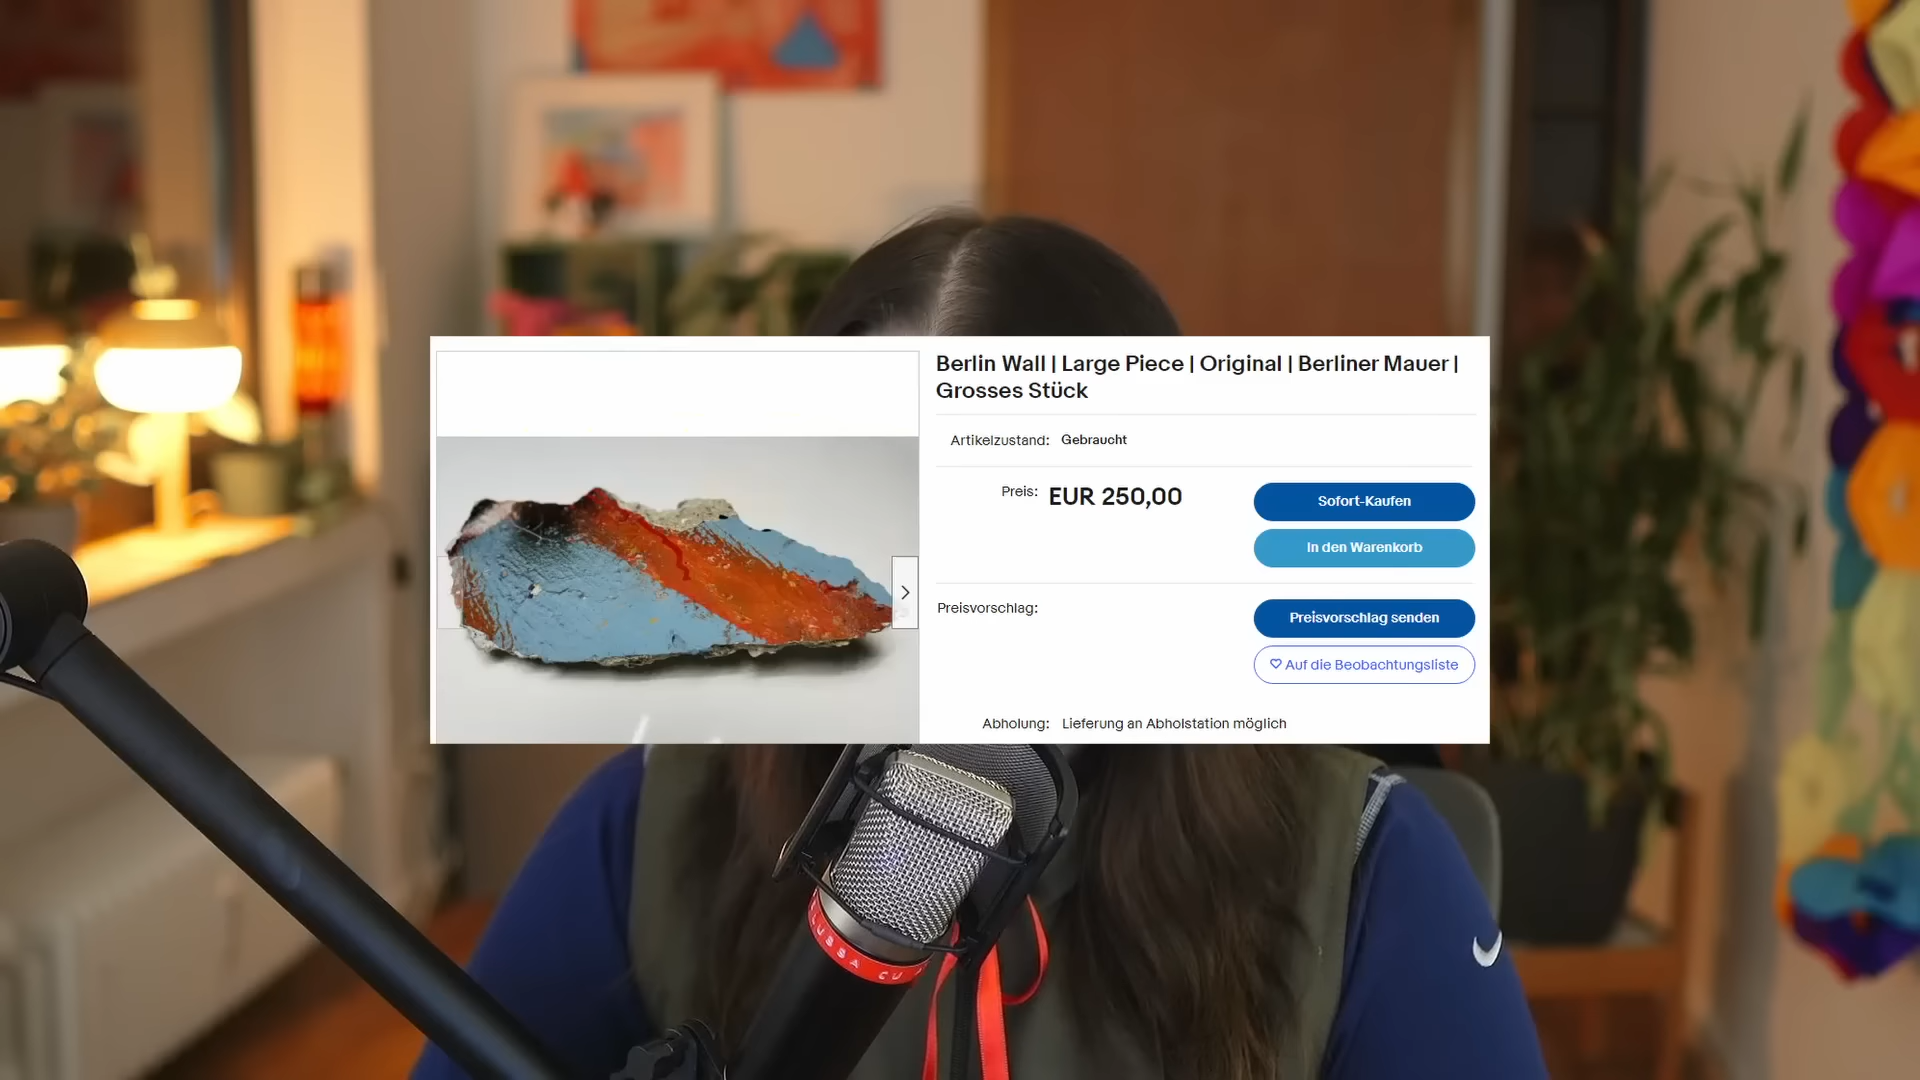 Berlin Wall | Large Piece | Original | Berliner Mauer |
Grosses Stück
Artikelzustand: Gebraucht
Preis: EUR 250,00
Sofort-Kaufen
In den Warenkorb
Preisvorschlag:
Preisvorschlag senden
Auf die Beobachtungsliste
Abholung: Lieferung an Abholstation möglich